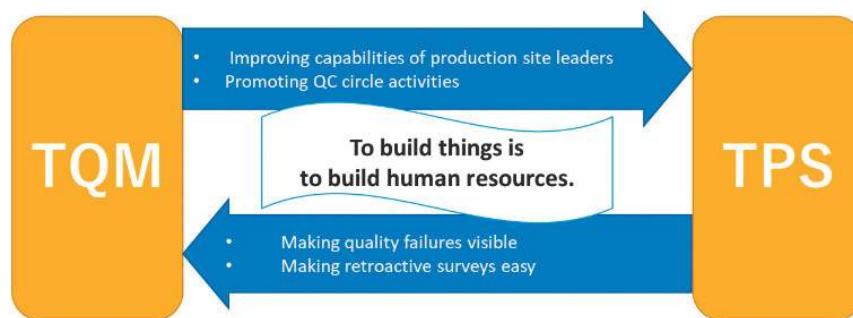 TQM
• Improving capabilities of production site leaders
• Promoting QC circle activities
To build things is
to build human resources.
• Making quality failures visible
• Making retroactive surveys easy
TPS